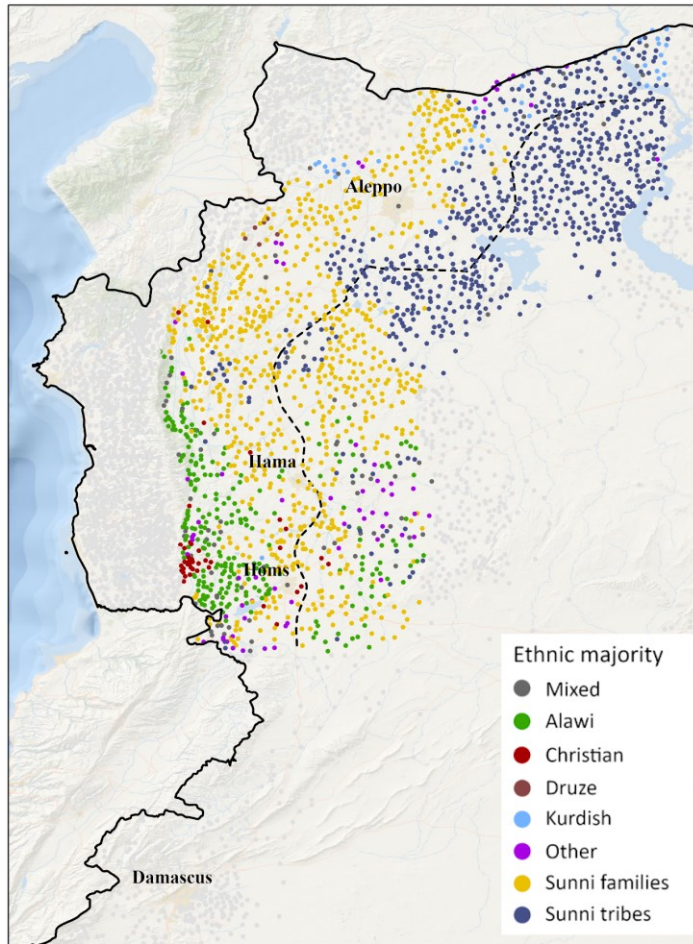 Aleppo
Hama
Homs
Damascus
Ethnic majority
Mixed
Alawi
Christian
Druze
Kurdish
Other
Sunni families
Sunni tribes